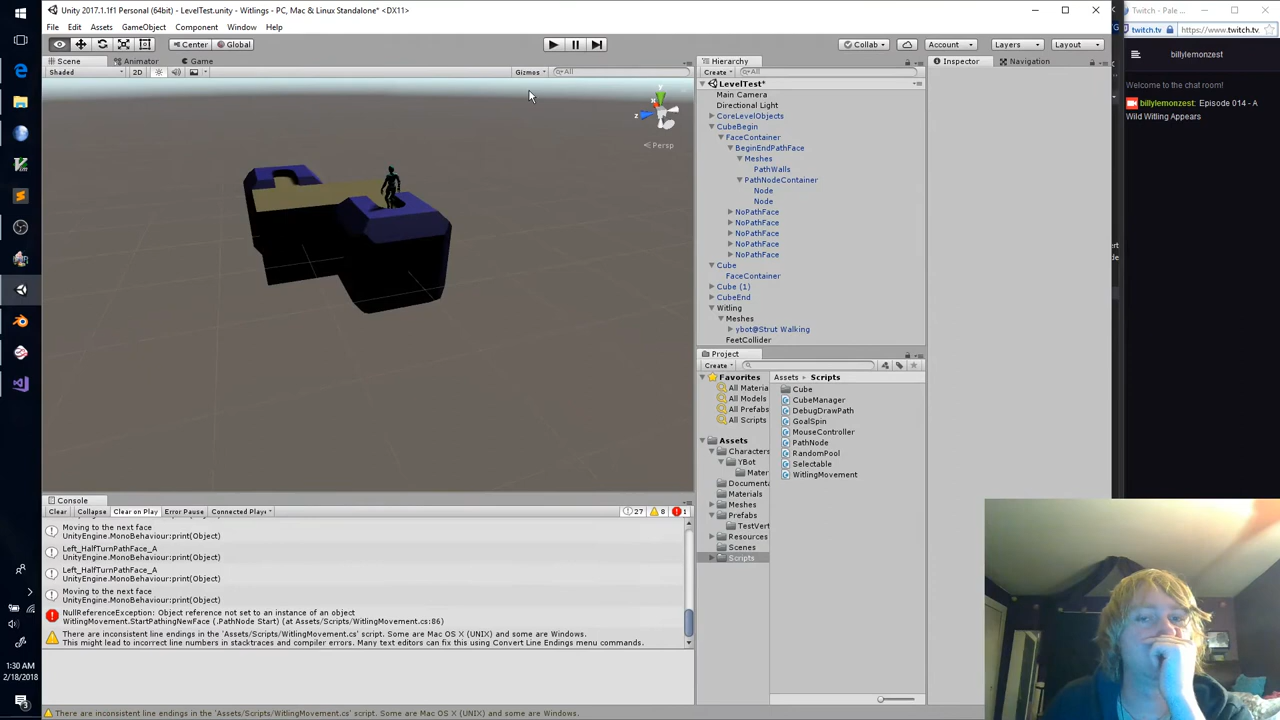 Unity 2017.1.1f1 Personal (64bit) - LevelTest.unity - Witlings - PC, Mac & Linux Standalone* <DX11>
File Edit Assets GameObject Component Window Help
Center Global
Collab Account Layers Layout
Scene Animator Game
Shaded 2D Gizmos All
Persp
Hierarchy
Create All
LevelTest*
Main Camera
Directional Light
CoreLevelObjects
CubeBegin
FaceContainer
BeginEndPathFace
Meshes
PathWalls
PathNodeContainer
Node
Node
NoPathFace
NoPathFace
NoPathFace
NoPathFace
NoPathFace
Cube
FaceContainer
Cube (1)
CubeEnd
Witling
Meshes
ybot@Strut Walking
FeetCollider
Project
Create
Favorites
All Materia
All Models
All Prefabs
All Scripts
Assets
Characters
YBot
Mater
Documenta
Materials
Meshes
Prefabs
TestVert
Resources
Scenes
Scripts
Assets Scripts
Cube
CubeManager
DebugDrawPath
GoalSpin
MouseController
PathNode
RandomPool
Selectable
WitlingMovement
Inspector Navigation
Console
Clear Collapse Clear on Play Error Pause Connected Playe
27 8 1
Moving to the next face
UnityEngine.MonoBehaviour:print(Object)
Left_HalfTurnPathFace_A
UnityEngine.MonoBehaviour:print(Object)
Left_HalfTurnPathFace_A
UnityEngine.MonoBehaviour:print(Object)
Moving to the next face
UnityEngine.MonoBehaviour:print(Object)
NullReferenceException: Object reference not set to an instance of an object
WitlingMovement.StartPathingNewFace (.PathNode Start) (at Assets/Scripts/WitlingMovement.cs:86)
There are inconsistent line endings in the 'Assets/Scripts/WitlingMovement.cs' script. Some are Mac OS X (UNIX) and some are Windows.
This might lead to incorrect line numbers in stacktraces and compiler errors. Many text editors can fix this using Convert Line Endings menu commands.
There are inconsistent line endings in the 'Assets/Scripts/WitlingMovement.cs' script. Some are Mac OS X (UNIX) and some are Windows.
1:30 AM
2/18/2018
Twitch - Pale
twitch.tv https://www.twitch.tv
billylemonzest
Welcome to the chat room!
billylemonzest: Episode 014 - A
Wild Witling Appears